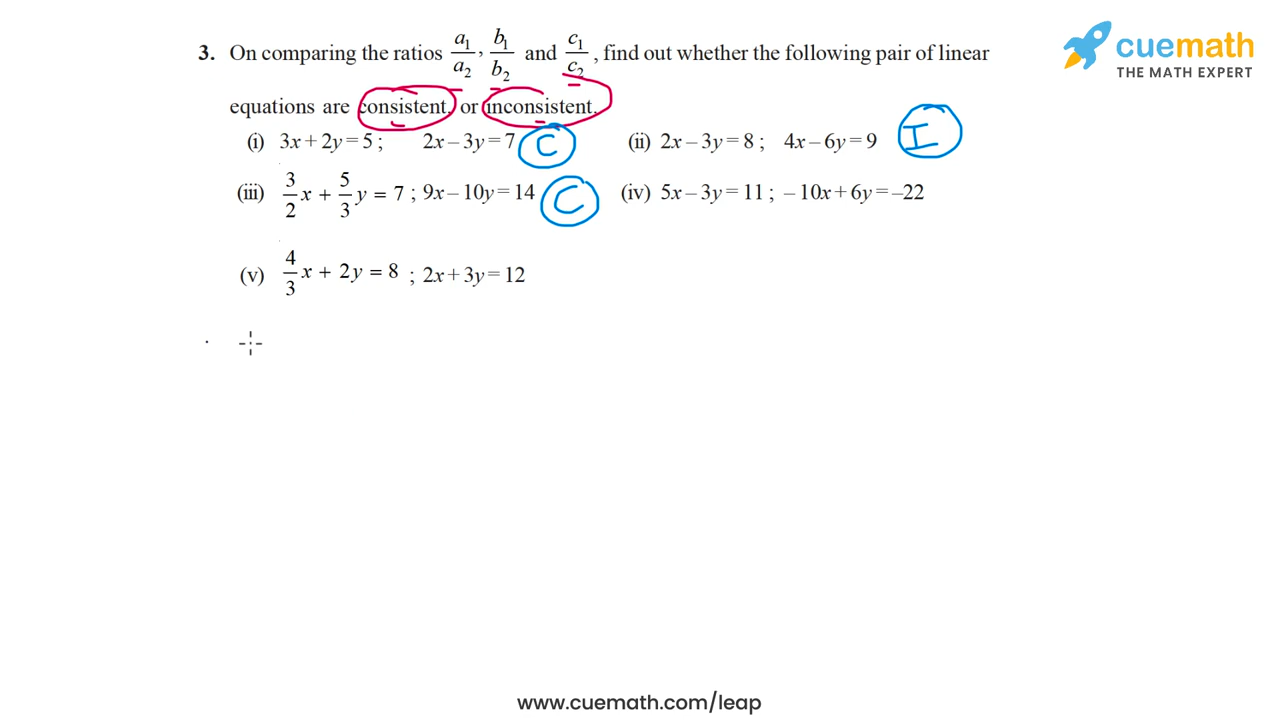 3. On comparing the ratios a₁/a₂, b₁/b₂ and c₁/c₂, find out whether the following pair of linear
cuemath
THE MATH EXPERT
equations are consistent, or inconsistent.
(i) 3x + 2y = 5 ; 2x – 3y = 7 C (ii) 2x – 3y = 8 ; 4x – 6y = 9 I
(iii) 3/2 x + 5/3 y = 7 ; 9x – 10y = 14 C (iv) 5x – 3y = 11 ; – 10x + 6y = –22
(v) 4/3 x + 2y = 8 ; 2x + 3y = 12
www.cuemath.com/leap